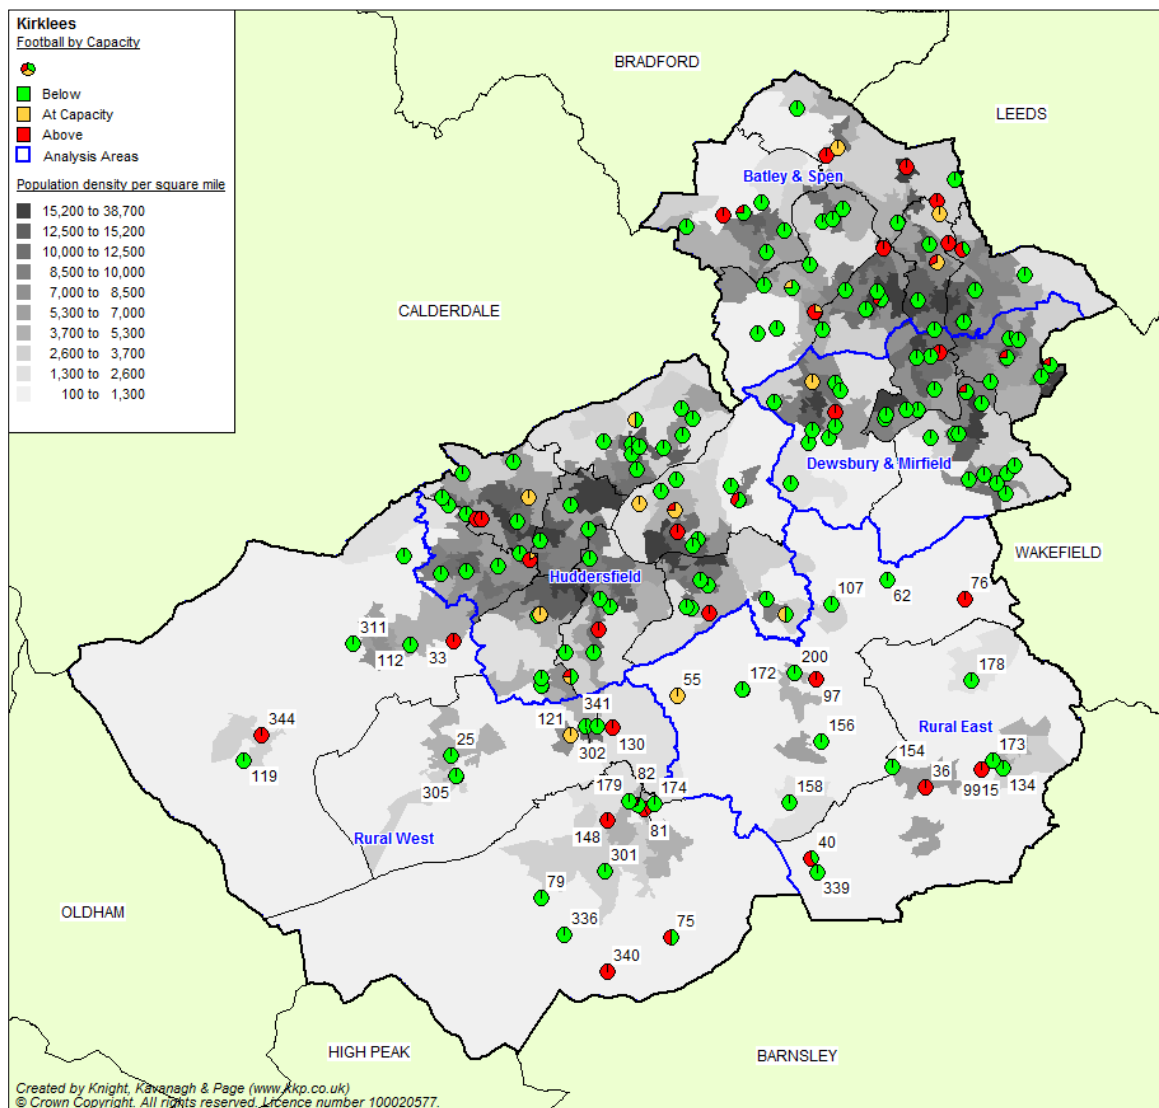 Kirklees
Football by Capacity
Below
At Capacity
Above
Analysis Areas
Population density per square mile
15,200 to 38,700
12,500 to 15,200
10,000 to 12,500
8,500 to 10,000
7,000 to 8,500
5,300 to 7,000
3,700 to 5,300
2,600 to 3,700
1,300 to 2,600
100 to 1,300
BRADFORD
LEEDS
Batley & Spen
CALDERDALE
Dewsbury & Mirfield
WAKEFIELD
Huddersfield
107
62
76
311
112
33
200
178
172
97
55
344
341
121
130
302
156
Rural East
25
119
154
173
36
9915
134
305
82
179
174
158
148
81
Rural West
301
40
339
79
OLDHAM
336
75
340
HIGH PEAK
BARNSLEY
Created by Knight, Kavanagh & Page (www.kkp.co.uk)
© Crown Copyright. All rights reserved. Licence number 100020577.